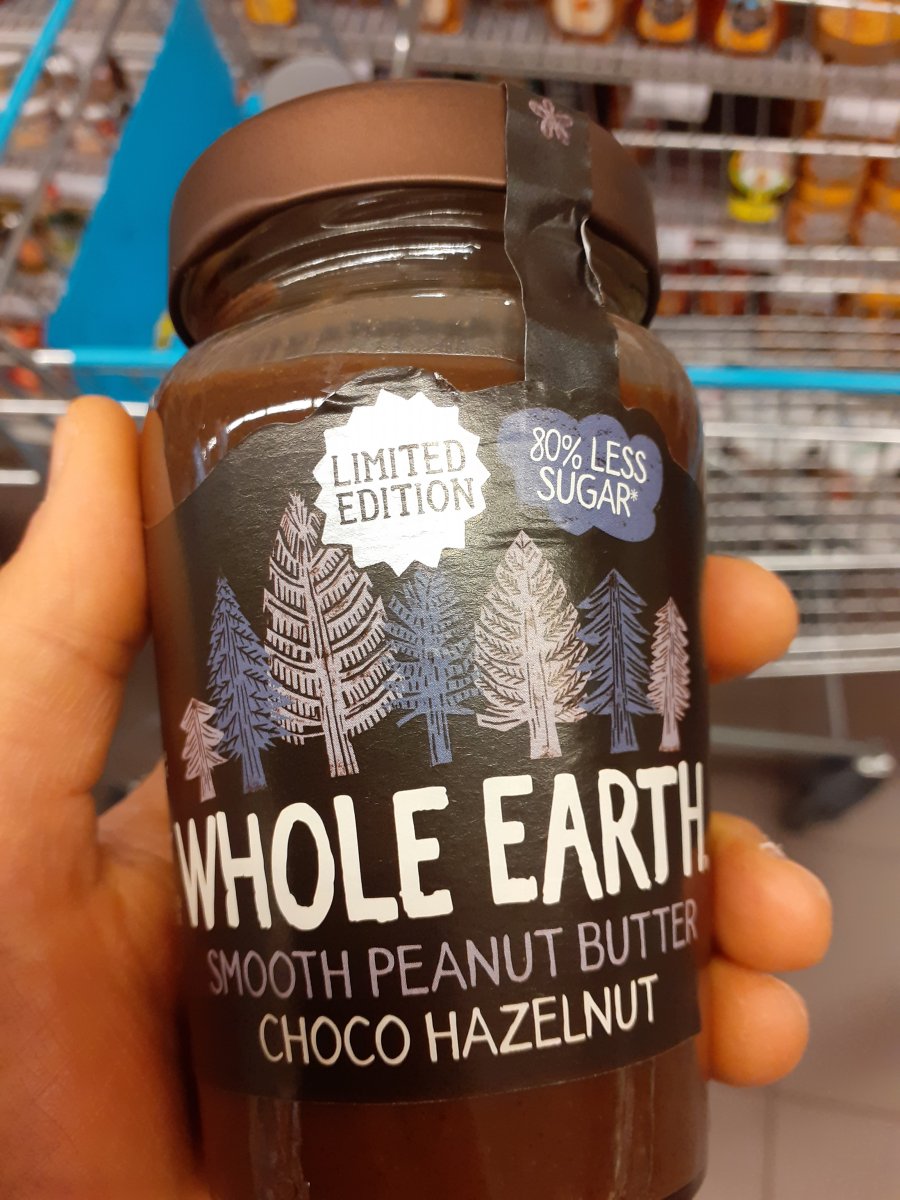 LIMITED
EDITION
80% LESS
SUGAR*
WHOLE EARTH
SMOOTH PEANUT BUTTER
CHOCO HAZELNUT